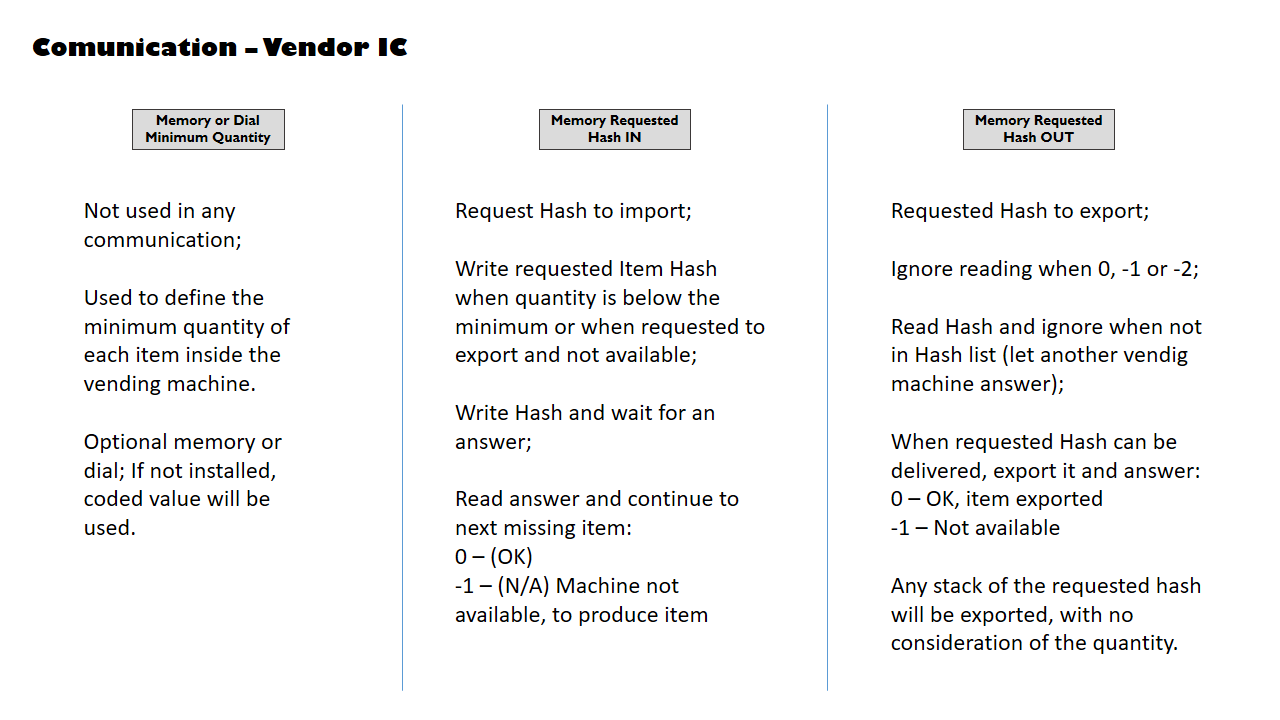 Comunication – Vendor IC
Memory or Dial
Minimum Quantity
Not used in any
communication;
Used to define the
minimum quantity of
each item inside the
vending machine.
Optional memory or
dial; If not installed,
coded value will be
used.
Memory Requested
Hash IN
Request Hash to import;
Write requested Item Hash
when quantity is below the
minimum or when requested to
export and not available;
Write Hash and wait for an
answer;
Read answer and continue to
next missing item:
0 – (OK)
-1 – (N/A) Machine not
available, to produce item
Memory Requested
Hash OUT
Requested Hash to export;
Ignore reading when 0, -1 or -2;
Read Hash and ignore when not
in Hash list (let another vendig
machine answer);
When requested Hash can be
delivered, export it and answer:
0 – OK, item exported
-1 – Not available
Any stack of the requested hash
will be exported, with no
consideration of the quantity.